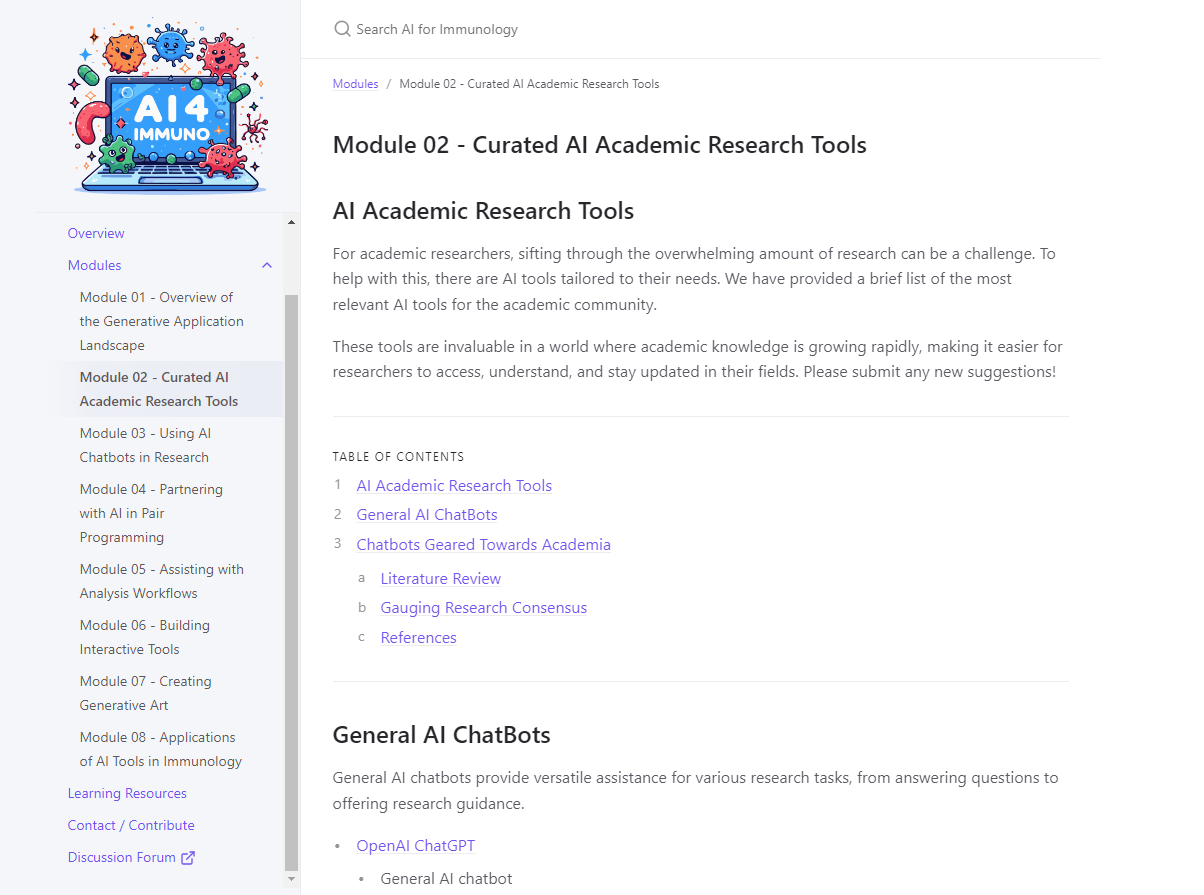 AI 4
IMMUNO
Overview
Modules
Module 01 - Overview of
the Generative Application
Landscape
Module 02 - Curated AI
Academic Research Tools
Module 03 - Using AI
Chatbots in Research
Module 04 - Partnering
with AI in Pair
Programming
Module 05 - Assisting with
Analysis Workflows
Module 06 - Building
Interactive Tools
Module 07 - Creating
Generative Art
Module 08 - Applications
of AI Tools in Immunology
Learning Resources
Contact / Contribute
Discussion Forum
Search AI for Immunology
Modules / Module 02 - Curated AI Academic Research Tools
Module 02 - Curated AI Academic Research Tools
AI Academic Research Tools
For academic researchers, sifting through the overwhelming amount of research can be a challenge. To
help with this, there are AI tools tailored to their needs. We have provided a brief list of the most
relevant AI tools for the academic community.
These tools are invaluable in a world where academic knowledge is growing rapidly, making it easier for
researchers to access, understand, and stay updated in their fields. Please submit any new suggestions!
TABLE OF CONTENTS
1 AI Academic Research Tools
2 General AI ChatBots
3 Chatbots Geared Towards Academia
a Literature Review
b Gauging Research Consensus
c References
General AI ChatBots
General AI chatbots provide versatile assistance for various research tasks, from answering questions to
offering research guidance.
• OpenAI ChatGPT
• General AI chatbot